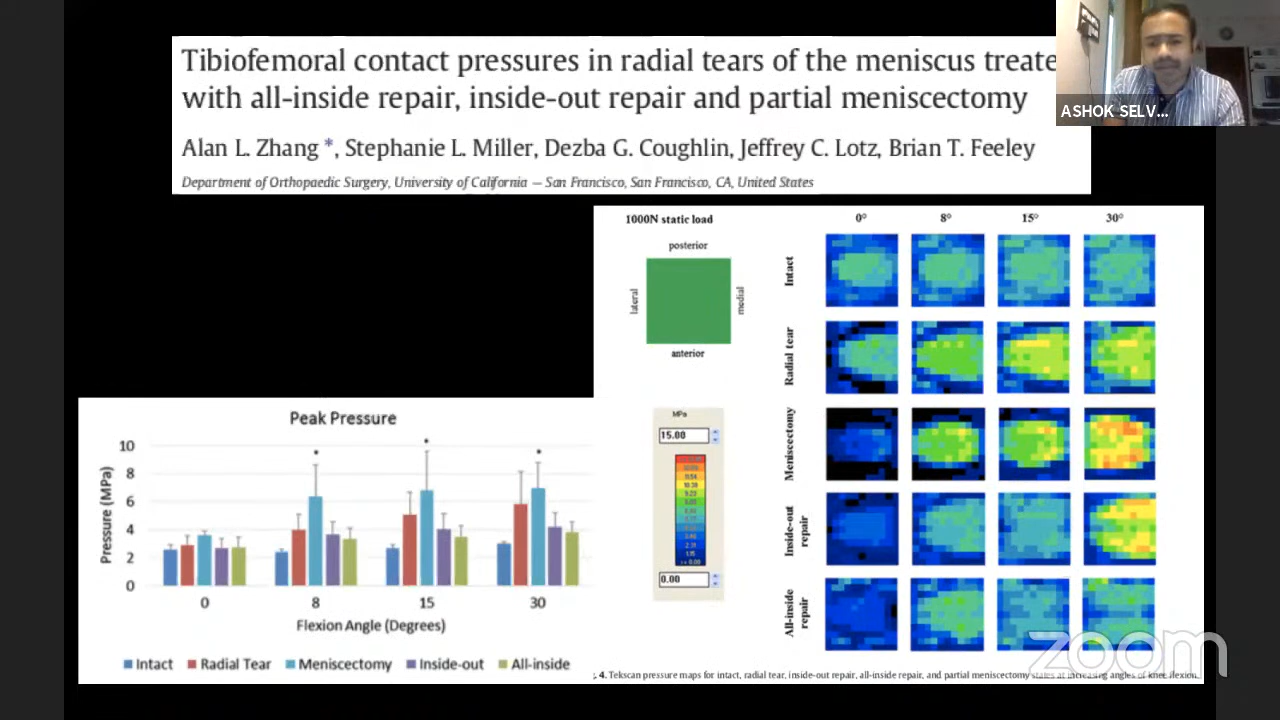 Tibiofemoral contact pressures in radial tears of the meniscus treate
with all-inside repair, inside-out repair and partial meniscectomy
Alan L. Zhang *, Stephanie L. Miller, Dezba G. Coughlin, Jeffrey C. Lotz, Brian T. Feeley
Department of Orthopaedic Surgery, University of California — San Francisco, San Francisco, CA, United States
ASHOK SELV...
1000N static load
posterior
lateral
medial
anterior
MPa
15.00
0.00
0° 8° 15° 30°
Intact
Radial tear
Meniscectomy
Inside-out
repair
All-inside
repair
Peak Pressure
Pressure (MPa)
10
8
6
4
2
0
* * *
0 8 15 30
Flexion Angle (Degrees)
Intact Radial Tear Meniscectomy Inside-out All-inside
zoom
4. Tekscan pressure maps for intact, radial tear, inside-out repair, all-inside repair, and partial meniscectomy states at increasing angles of knee flexion.